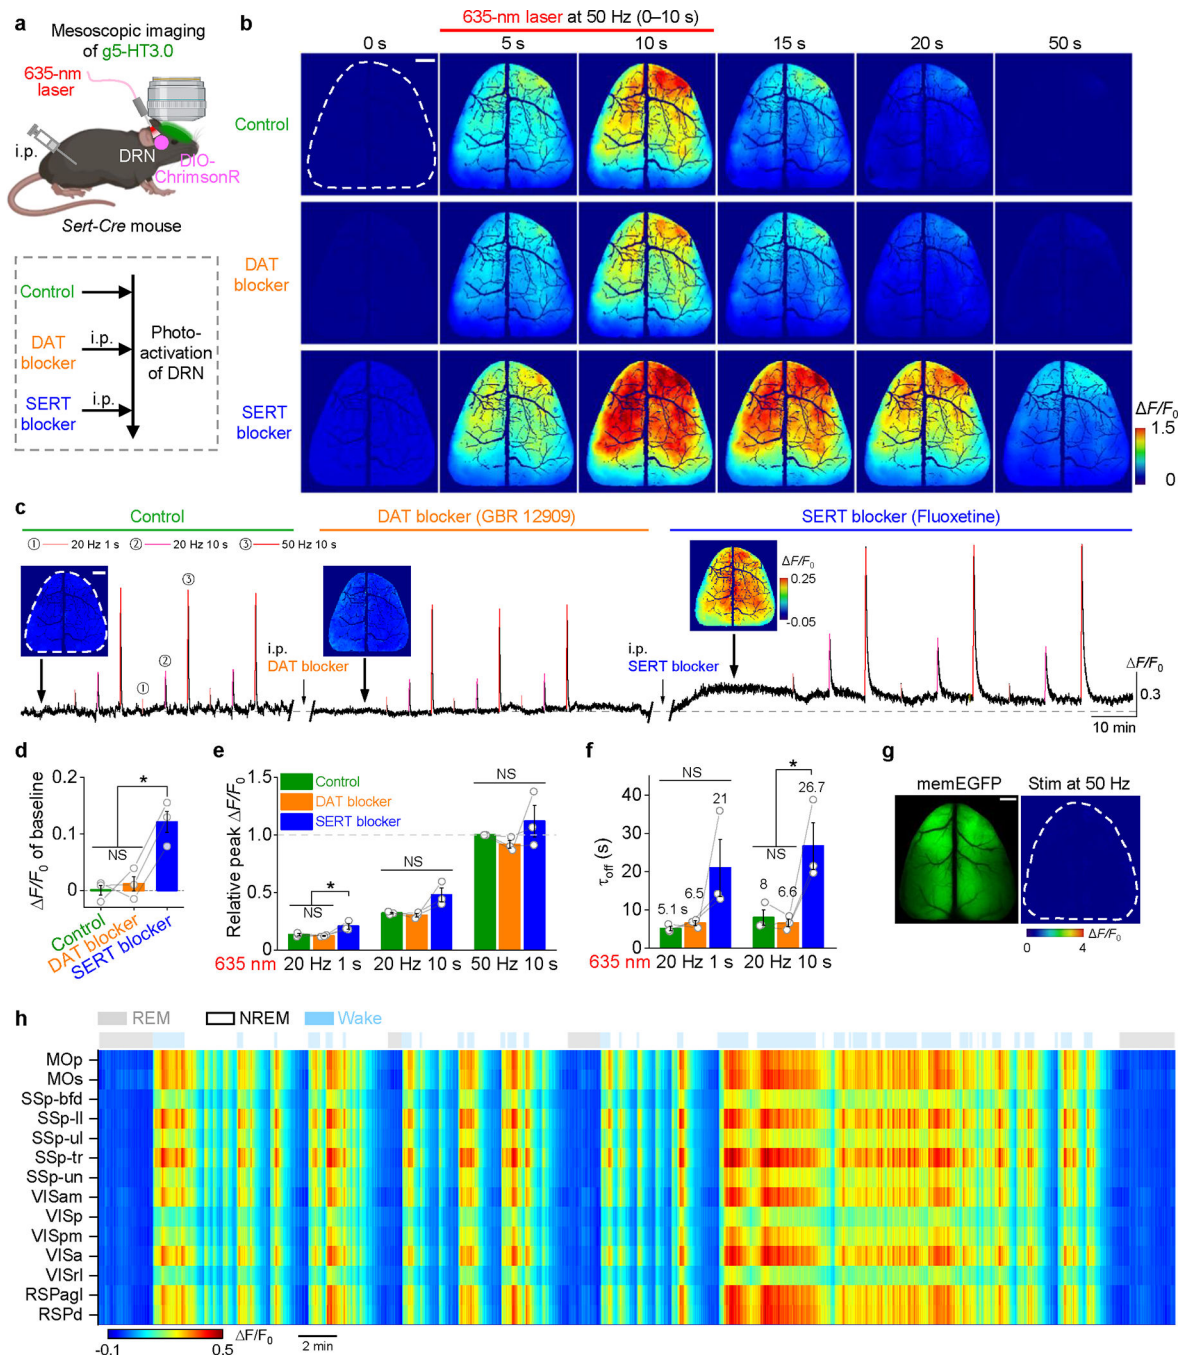 a
Mesoscopic imaging
of g5-HT3.0
635-nm
laser
i.p.
DRN
DIO-
ChrimsonR
Sert-Cre mouse
Control
DAT
blocker
i.p.
SERT
blocker
i.p.
Photo-
activation
of DRN
b
635-nm laser at 50 Hz (0–10 s)
0 s 5 s 10 s 15 s 20 s 50 s
Control
DAT
blocker
SERT
blocker
ΔF/F0
1.5
0
c
Control DAT blocker (GBR 12909) SERT blocker (Fluoxetine)
① 20 Hz 1 s ② 20 Hz 10 s ③ 50 Hz 10 s
① ② ③
i.p.
DAT blocker
i.p.
SERT blocker
ΔF/F0
0.25
-0.05
ΔF/F0
0.3
10 min
d
ΔF/F0 of baseline
0.2
0.1
0
NS *
Control
DAT blocker
SERT blocker
e
Relative peak ΔF/F0
1.5
1.0
0.5
0
Control
DAT blocker
SERT blocker
NS * NS NS
635 nm 20 Hz 1 s 20 Hz 10 s 50 Hz 10 s
f
τoff (s)
40
30
20
10
0
NS NS *
5.1 s 6.5 21 8 6.6 26.7
635 nm 20 Hz 1 s 20 Hz 10 s
g
memEGFP Stim at 50 Hz
0 4 ΔF/F0
h
REM NREM Wake
MOp
MOs
SSp-bfd
SSp-ll
SSp-ul
SSp-tr
SSp-un
VISam
VISp
VISpm
VISa
VISrl
RSPagl
RSPd
-0.1 0.5 ΔF/F0
2 min